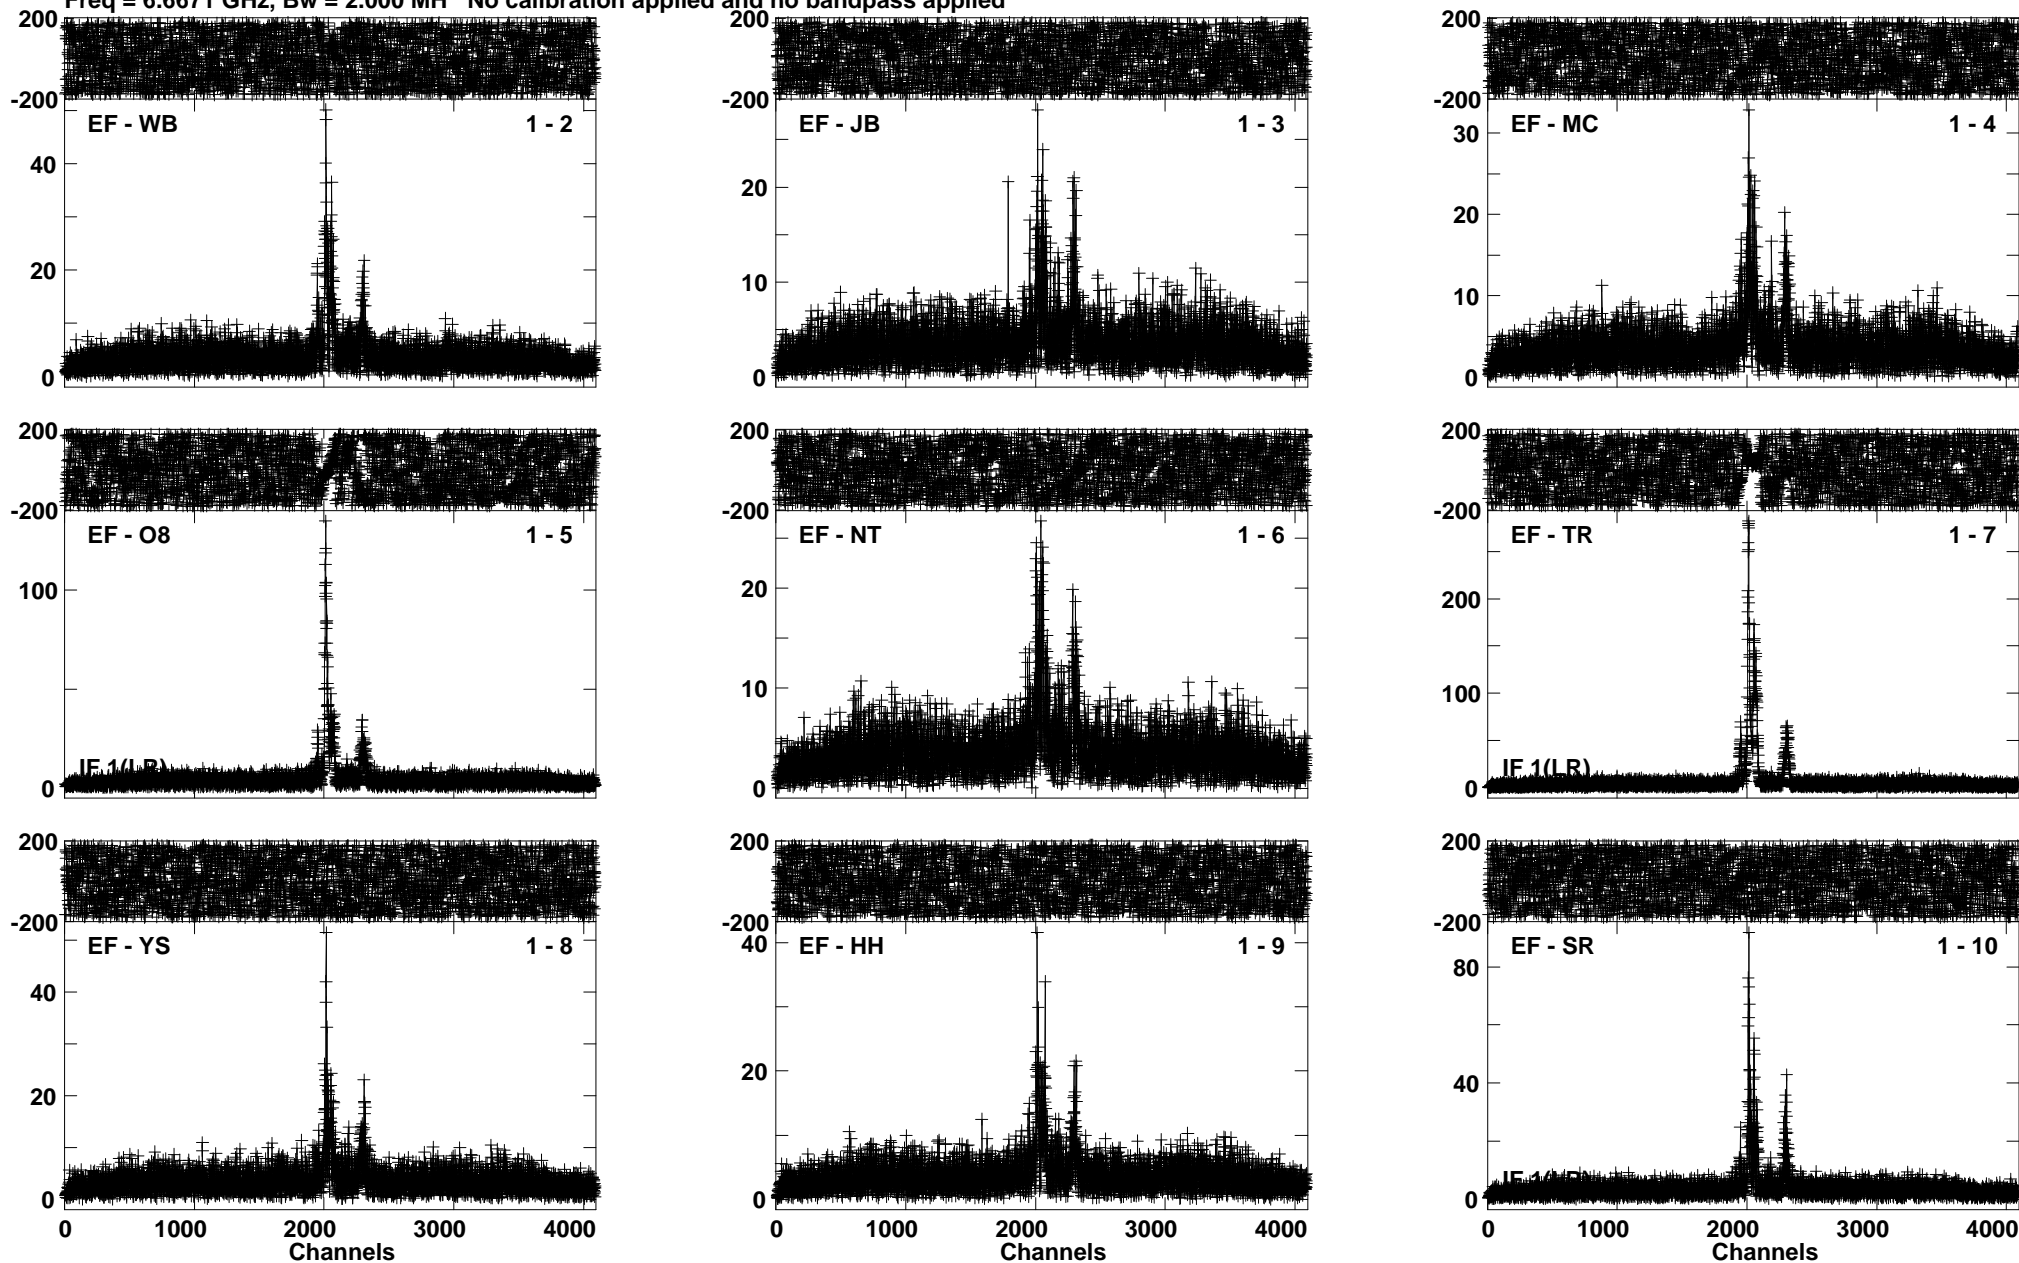 Freq = 6.6671 GHz, Bw = 2.000 MH No calibration applied and no bandpass applied
200 200 200
-200 -200 -200
EF - WB 1 - 2 EF - JB 1 - 3 EF - MC 1 - 4
40 20 30
20 10 20
0 0 10
0
200 200 200
-200 -200 -200
EF - O8 1 - 5 EF - NT 1 - 6 EF - TR 1 - 7
100 20 200
0 10 100
0 0
IF 1(LR) IF 1(LR)
200 200 200
-200 -200 -200
EF - YS 1 - 8 EF - HH 1 - 9 EF - SR 1 - 10
40 40 80
20 20 40
0 0 0
IF 1(LR)
0 1000 2000 3000 4000 0 1000 2000 3000 4000 0 1000 2000 3000 4000
Channels Channels